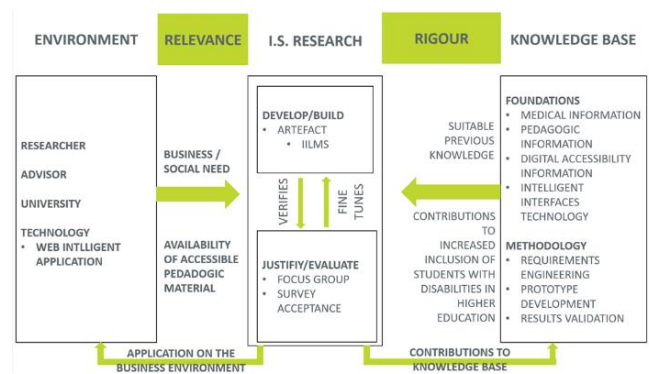 ENVIRONMENT
RELEVANCE
I.S. RESEARCH
RIGOUR
KNOWLEDGE BASE
RESEARCHER
ADVISOR
UNIVERSITY
TECHNOLOGY
• WEB INTLLIGENT
APPLICATION
BUSINESS /
SOCIAL NEED
AVAILABILITY
OF ACCESSIBLE
PEDADOGIC
MATERIAL
DEVELOP/BUILD
• ARTEFACT
• IILMS
VERIFIES
FINE
TUNES
JUSTIFIY/EVALUATE
• FOCUS GROUP
• SURVEY
ACCEPTANCE
SUITABLE
PREVIOUS
KNOWLEDGE
CONTRIBUTIONS
TO
INCREASED
INCLUSION OF
STUDENTS WITH
DISABILITIES IN
HIGHER
EDUCATION
FOUNDATIONS
• MEDICAL INFORMATION
• PEDAGOGIC
INFORMATION
• DIGITAL ACCESSIBILITY
INFORMATION
• INTELLIGENT
INTERFACES
TECHNOLOGY
METHODOLOGY
• REQUIREMENTS
ENGINEERING
• PROTOTYPE
DEVELOPMENT
• RESULTS VALIDATION
APPLICATION ON THE
BUSINESS ENVIRONMENT
CONTRIBUTIONS TO
KNOWLEDGE BASE